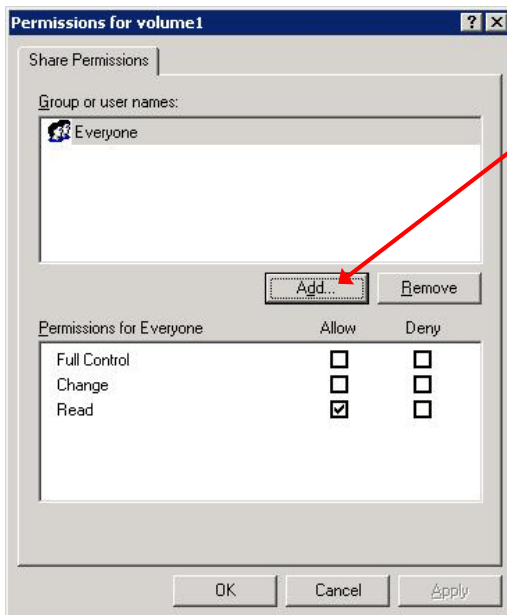 Permissions for volume1
Share Permissions
Group or user names:
Everyone
Add... Remove
Permissions for Everyone Allow Deny
Full Control
Change
Read
OK Cancel Apply